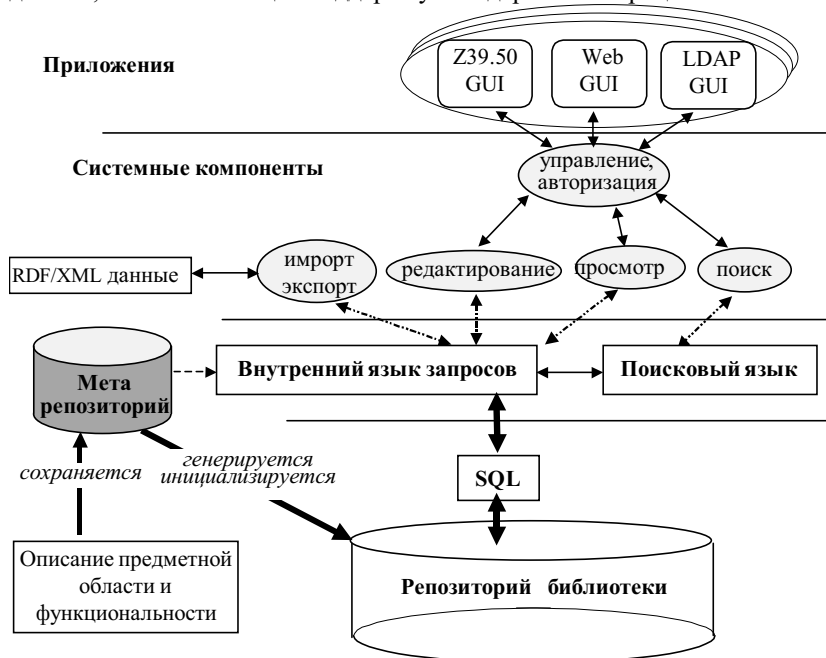 Приложения
Z39.50
GUI
Web
GUI
LDAP
GUI
Системные компоненты
управление,
авторизация
RDF/XML данные
имрорт
экспорт
редактирование
просмотр
поиск
Мета
репозиторий
Внутренний язык запросов
Поисковый язык
сохраняется
генерируется
инициализируется
SQL
Описание предметной
области и
функциональности
Репозиторий библиотеки